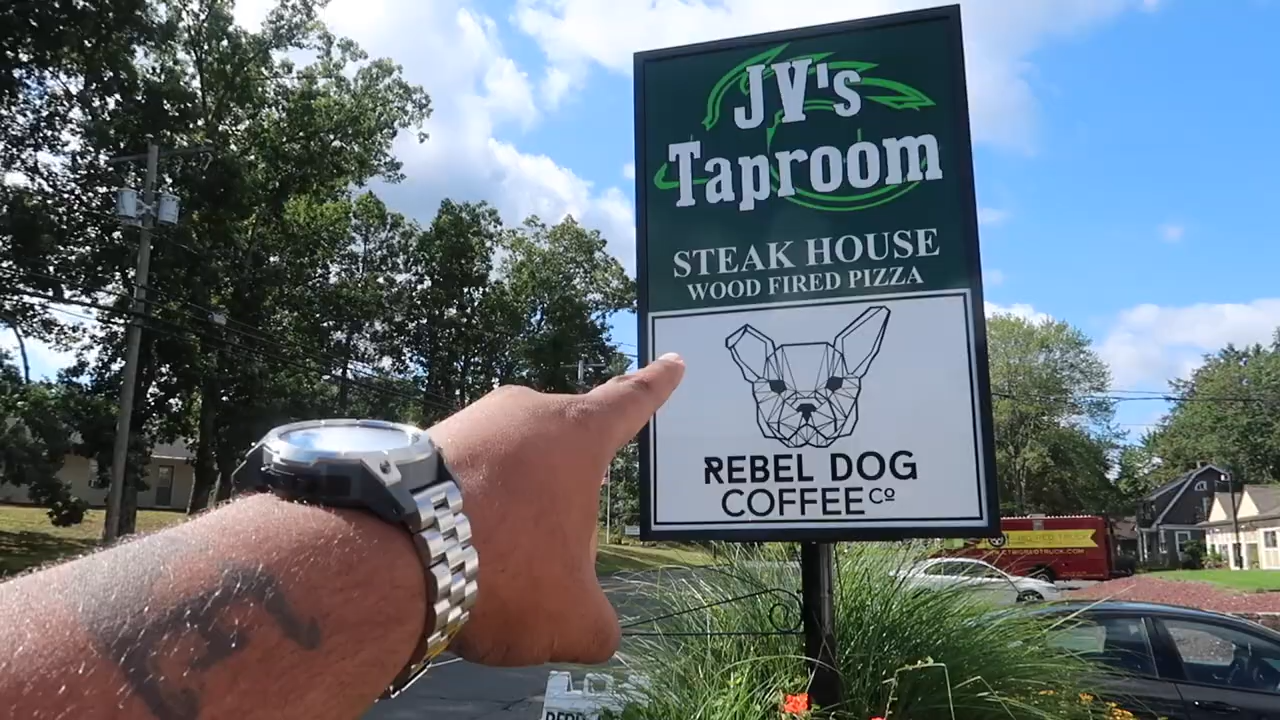 JV's
Taproom
STEAK HOUSE
WOOD FIRED PIZZA
REBEL DOG
COFFEE Co